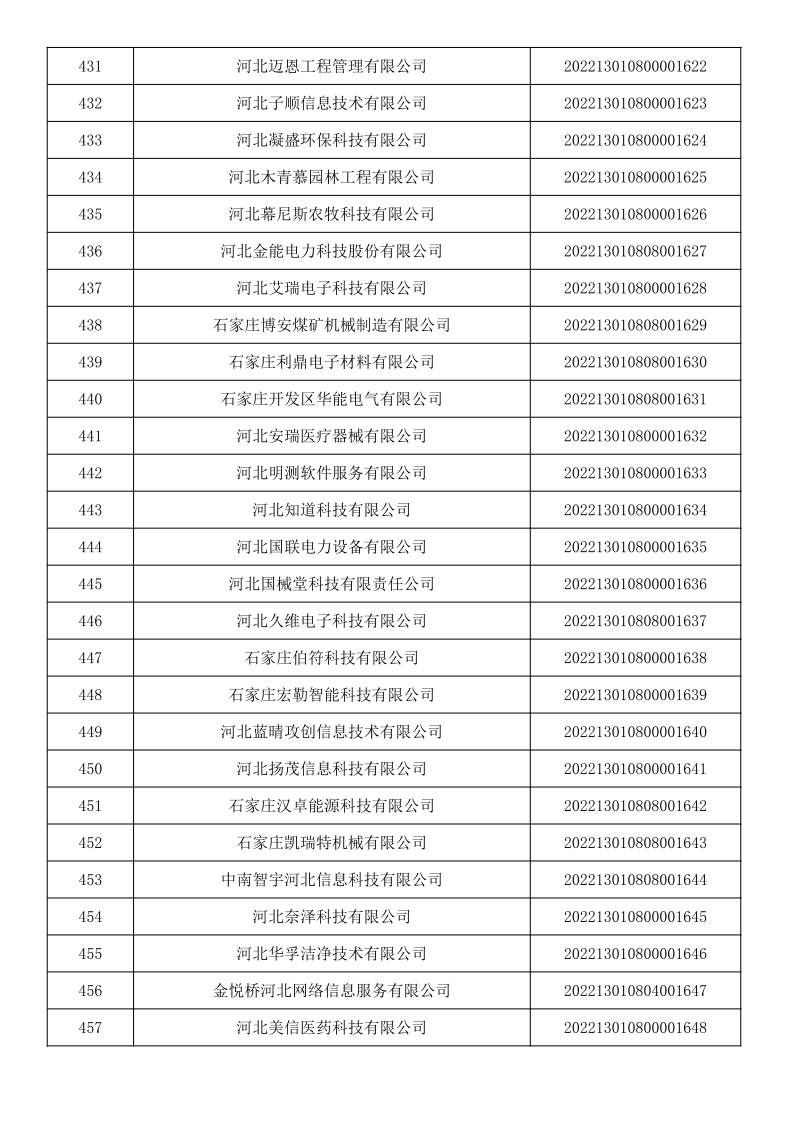 431 河北迈恩工程管理有限公司 202213010800001622
432 河北子顺信息技术有限公司 202213010800001623
433 河北凝盛环保科技有限公司 202213010800001624
434 河北木青慕园林工程有限公司 202213010800001625
435 河北幕尼斯农牧科技有限公司 202213010800001626
436 河北金能电力科技股份有限公司 202213010808001627
437 河北艾瑞电子科技有限公司 202213010800001628
438 石家庄博安煤矿机械制造有限公司 202213010808001629
439 石家庄利鼎电子材料有限公司 202213010808001630
440 石家庄开发区华能电气有限公司 202213010808001631
441 河北安瑞医疗器械有限公司 202213010800001632
442 河北明测软件服务有限公司 202213010800001633
443 河北知道科技有限公司 202213010800001634
444 河北国联电力设备有限公司 202213010800001635
445 河北国械堂科技有限责任公司 202213010800001636
446 河北久维电子科技有限公司 202213010808001637
447 石家庄伯符科技有限公司 202213010800001638
448 石家庄宏勒智能科技有限公司 202213010800001639
449 河北蓝晴攻创信息技术有限公司 202213010800001640
450 河北扬茂信息科技有限公司 202213010800001641
451 石家庄汉卓能源科技有限公司 202213010808001642
452 石家庄凯瑞特机械有限公司 202213010808001643
453 中南智宇河北信息科技有限公司 202213010808001644
454 河北奈泽科技有限公司 202213010800001645
455 河北华孚洁净技术有限公司 202213010800001646
456 金悦桥河北网络信息服务有限公司 202213010804001647
457 河北美信医药科技有限公司 202213010800001648